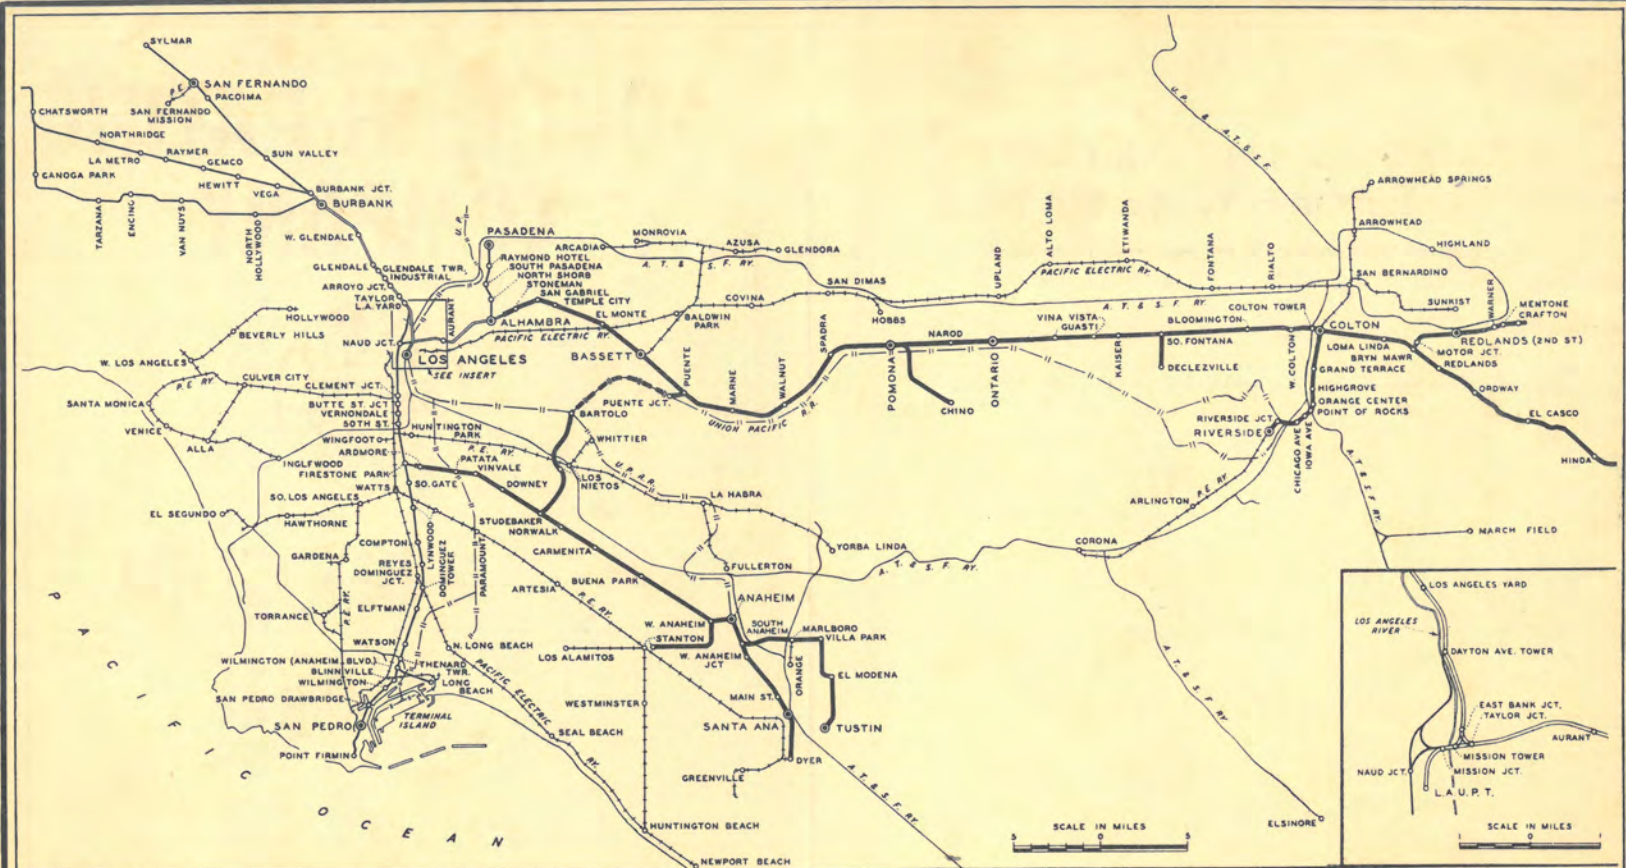 SYLMAR
SAN FERNANDO
P.E.
PACOIMA
SAN FERNANDO
MISSION
CHATSWORTH
NORTHRIDGE
LA METRO
RAYMER
GEMCO
HEWITT
VEGA
SUN VALLEY
CANOGA PARK
BURBANK JCT.
BURBANK
TARZANA
ENCINO
VAN NUYS
NORTH
HOLLYWOOD
W. GLENDALE
GLENDALE
GLENDALE TWR.
INDUSTRIAL
ARROYO JCT.
TAYLOR
L.A. YARD
AURANT
U.P.
PASADENA
RAYMOND HOTEL
SOUTH PASADENA
NORTH SHORB
STONEMAN
SAN GABRIEL
TEMPLE CITY
ALHAMBRA
EL MONTE
PACIFIC ELECTRIC RY.
ARCADIA
MONROVIA
AZUSA
GLENDORA
A. T. & S. F. RY.
COVINA
BALDWIN
PARK
SAN DIMAS
HOBBS
UPLAND
ALTO LOMA
ETIWANDA
PACIFIC ELECTRIC RY.
FONTANA
RIALTO
A. T. & S. F. RY.
U.P. & A.T. & S.F.
ARROWHEAD SPRINGS
ARROWHEAD
HIGHLAND
SAN BERNARDINO
SUNKIST
WARNER
MENTONE
CRAFTON
HOLLYWOOD
BEVERLY HILLS
W. LOS ANGELES
NAUD JCT.
LOS ANGELES
SEE INSERT
P.E. RY.
CULVER CITY
CLEMENT JCT.
BUTTE ST. JCT
VERNONDALE
50TH ST.
SANTA MONICA
VENICE
ALLA
WINGFOOT
HUNTINGTON
PARK
ARDMORE
INGLEWOOD
FIRESTONE PARK
P.E. RY.
PATATA
VINVALE
BASSETT
PUENTE
PUENTE JCT.
BARTOLO
MARNE
WALNUT
SPADRA
UNION PACIFIC R.R.
POMONA
NAROD
ONTARIO
CHINO
VINA VISTA
GUASTI
KAISER
BLOOMINGTON
SO. FONTANA
DECLEZVILLE
COLTON TOWER
COLTON
W. COLTON
LOMA LINDA
BRYN MAWR
REDLANDS (2ND ST)
MOTOR JCT.
REDLANDS
GRAND TERRACE
HIGHGROVE
ORANGE CENTER
POINT OF ROCKS
ORDWAY
EL CASCO
HINDA
RIVERSIDE JCT.
RIVERSIDE
CHICAGO AVE
IOWA AVE
WHITTIER
U.P. R.R.
LOS
NIETOS
LA HABRA
WATTS
SO. GATE
DOWNEY
SO. LOS ANGELES
EL SEGUNDO
HAWTHORNE
STUDEBAKER
NORWALK
YORBA LINDA
ARLINGTON
P.E. RY
A.T. & S.F. RY.
MARCH FIELD
CORONA
GARDENA
COMPTON
LYNWOOD
DOMINGUEZ
TOWER
PARAMOUNT
CARMENITA
REYES
DOMINGUEZ
JCT.
BUENA PARK
FULLERTON
A. T. & S. F. RY.
ARTESIA
P.E. RY
TORRANCE
P.E. RY.
ELFTMAN
ANAHEIM
W. ANAHEIM
SOUTH
ANAHEIM
MARLBORO
VILLA PARK
WATSON
N. LONG BEACH
STANTON
LOS ALAMITOS
W. ANAHEIM
JCT
ORANGE
WILMINGTON (ANAHEIM BLVD.)
BLINNVILLE
WILMINGTON
THENARD
TWR.
LONG
BEACH
PACIFIC ELECTRIC RY.
EL MODENA
SAN PEDRO DRAWBRIDGE
MAIN ST.
WESTMINSTER
TERMINAL
ISLAND
SAN PEDRO
SANTA ANA
TUSTIN
SEAL BEACH
POINT FIRMIN
DYER
GREENVILLE
A.T. & S.F. RY.
A.T. & S.F. RY
HUNTINGTON BEACH
NEWPORT BEACH
ELSINORE
PACIFIC
OCEAN
SCALE IN MILES
5 0 5
LOS ANGELES YARD
LOS ANGELES
RIVER
DAYTON AVE. TOWER
EAST BANK JCT.
TAYLOR JCT.
AURANT
MISSION TOWER
NAUD JCT.
MISSION JCT.
L.A.U.P.T.
SCALE IN MILES
1 0 1